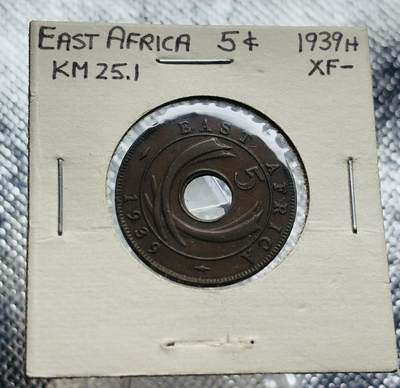 EAST AFRICA 5¢ 1939H
KM 25.1 XF-
EAST AFRICA
5
1939